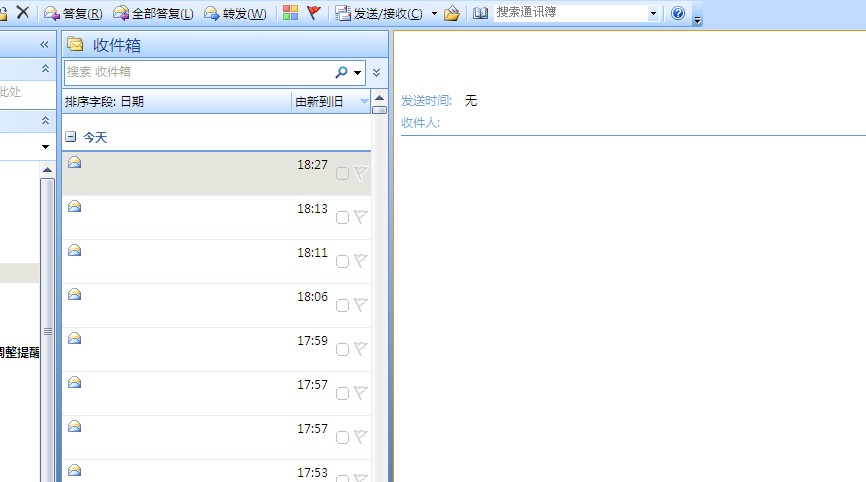 答复(R) 全部答复(L) 转发(W) 发送/接收(C) 搜索通讯簿
收件箱
此处
搜索 收件箱
排序字段: 日期 由新到旧
今天
18:27
18:13
18:11
18:06
17:59
17:57
17:57
17:53
调整提醒
发送时间: 无
收件人: